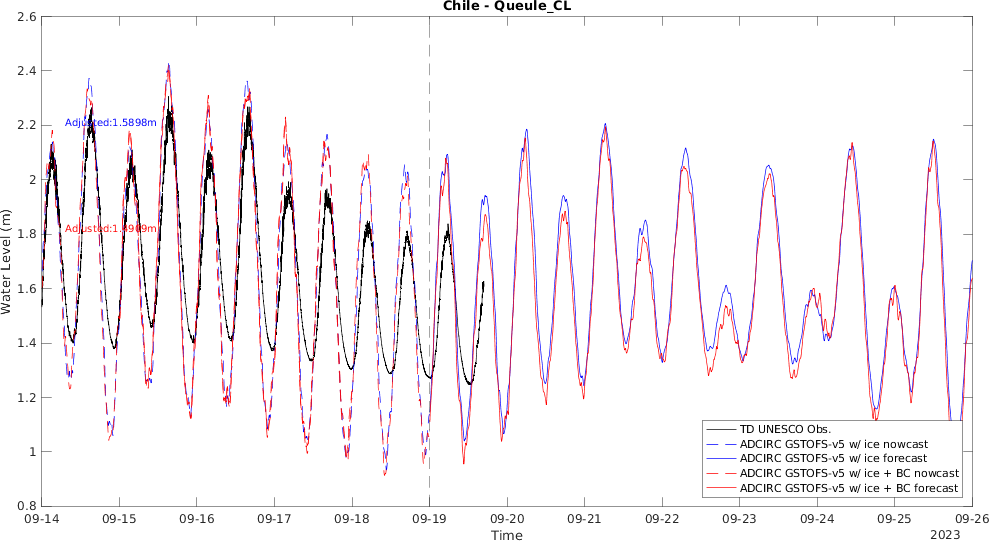 Chile - Queule_CL
Water Level (m)
2.6
2.4
2.2
2
1.8
1.6
1.4
1.2
1
0.8
Adjusted:1.5898m
TD UNESCO Obs.
ADCIRC GSTOFS-v5 w/ ice nowcast
ADCIRC GSTOFS-v5 w/ ice forecast
ADCIRC GSTOFS-v5 w/ ice + BC nowcast
ADCIRC GSTOFS-v5 w/ ice + BC forecast
09-14 09-15 09-16 09-17 09-18 09-19 09-20 09-21 09-22 09-23 09-24 09-25 09-26
Time
2023